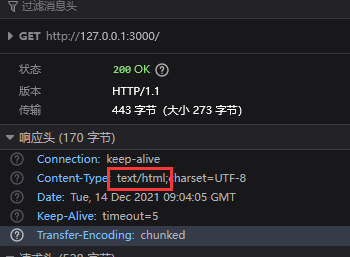 过滤消息头
GET http://127.0.0.1:3000/
状态 200 OK
版本 HTTP/1.1
传输 443 字节 (大小 273 字节)
响应头 (170 字节)
Connection: keep-alive
Content-Type: text/html;charset=UTF-8
Date: Tue, 14 Dec 2021 09:04:05 GMT
Keep-Alive: timeout=5
Transfer-Encoding: chunked